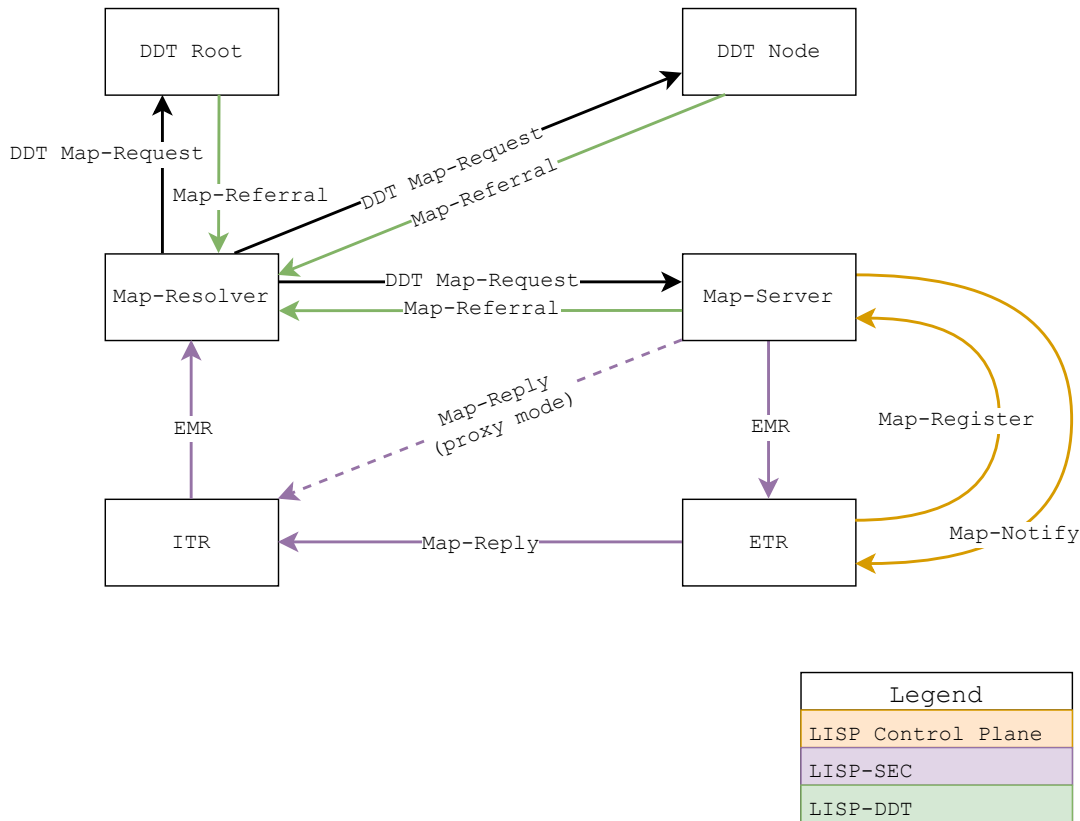 DDT Root
DDT Node
DDT Map-Request
DDT Map-Request
Map-Referral
Map-Referral
Map-Resolver
DDT Map-Request
Map-Server
Map-Referral
Map-Reply
(proxy mode)
EMR
EMR
Map-Register
ITR
Map-Reply
ETR
Map-Notify
Legend
LISP Control Plane
LISP-SEC
LISP-DDT